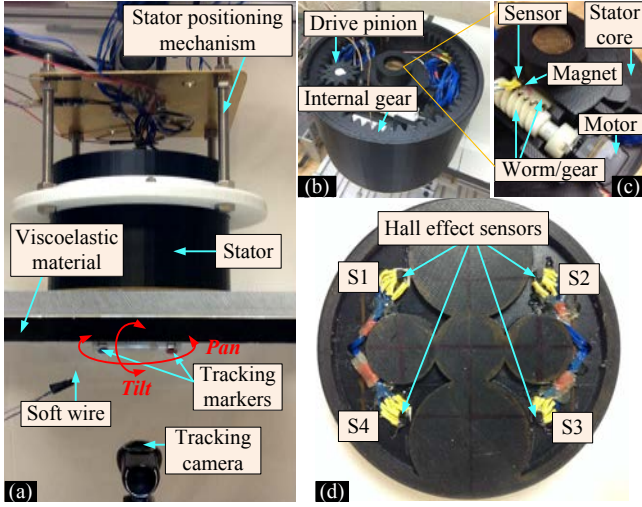 Stator positioning
mechanism
Viscoelastic
material
Stator
Pan
Tilt
Tracking
markers
Soft wire
Tracking
camera
(a)
Drive pinion
Internal gear
(b)
Sensor
Stator
core
Magnet
Motor
Worm/gear
(c)
Hall effect sensors
S1
S2
S4
S3
(d)